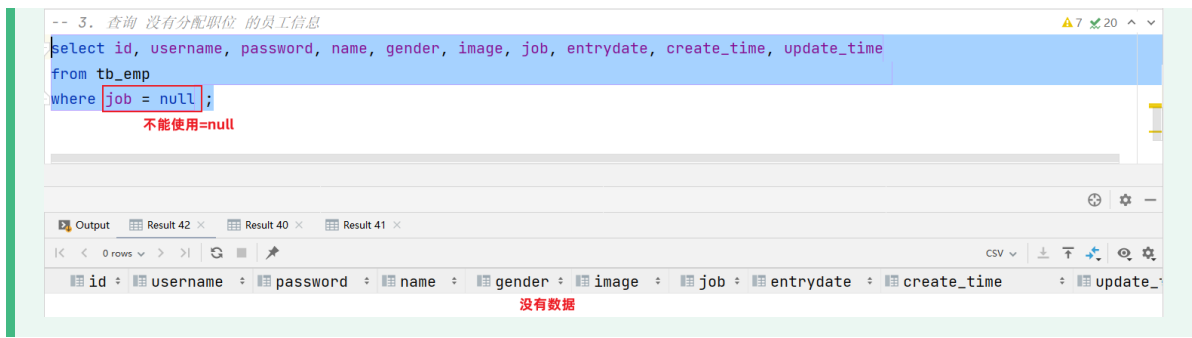 -- 3. 查询 没有分配职位 的员工信息
7 20
select id, username, password, name, gender, image, job, entrydate, create_time, update_time
from tb_emp
where job = null ;
不能使用=null
Output Result 42 Result 40 Result 41
0 rows CSV
id username password name gender image job entrydate create_time update_
没有数据